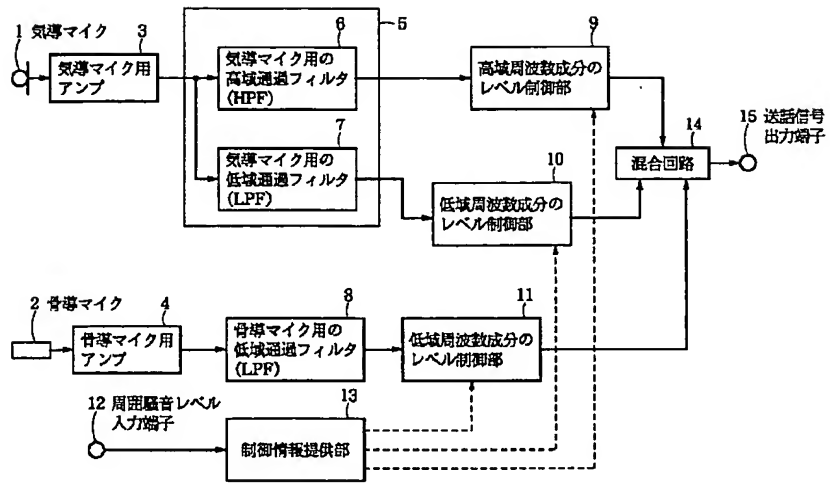 1 気導マイク
3
気導マイク用
アンプ
5
6
気導マイク用の
高域通過フィルタ
(HPF)
7
気導マイク用の
低域通過フィルタ
(LPF)
9
高域周波数成分の
レベル制御部
10
低域周波数成分の
レベル制御部
14
混合回路
15 送話信号
出力端子
2 骨導マイク
4
骨導マイク用
アンプ
8
骨導マイク用の
低域通過フィルタ
(LPF)
11
低域周波数成分の
レベル制御部
12 周囲騒音レベル
入力端子
13
制御情報提供部